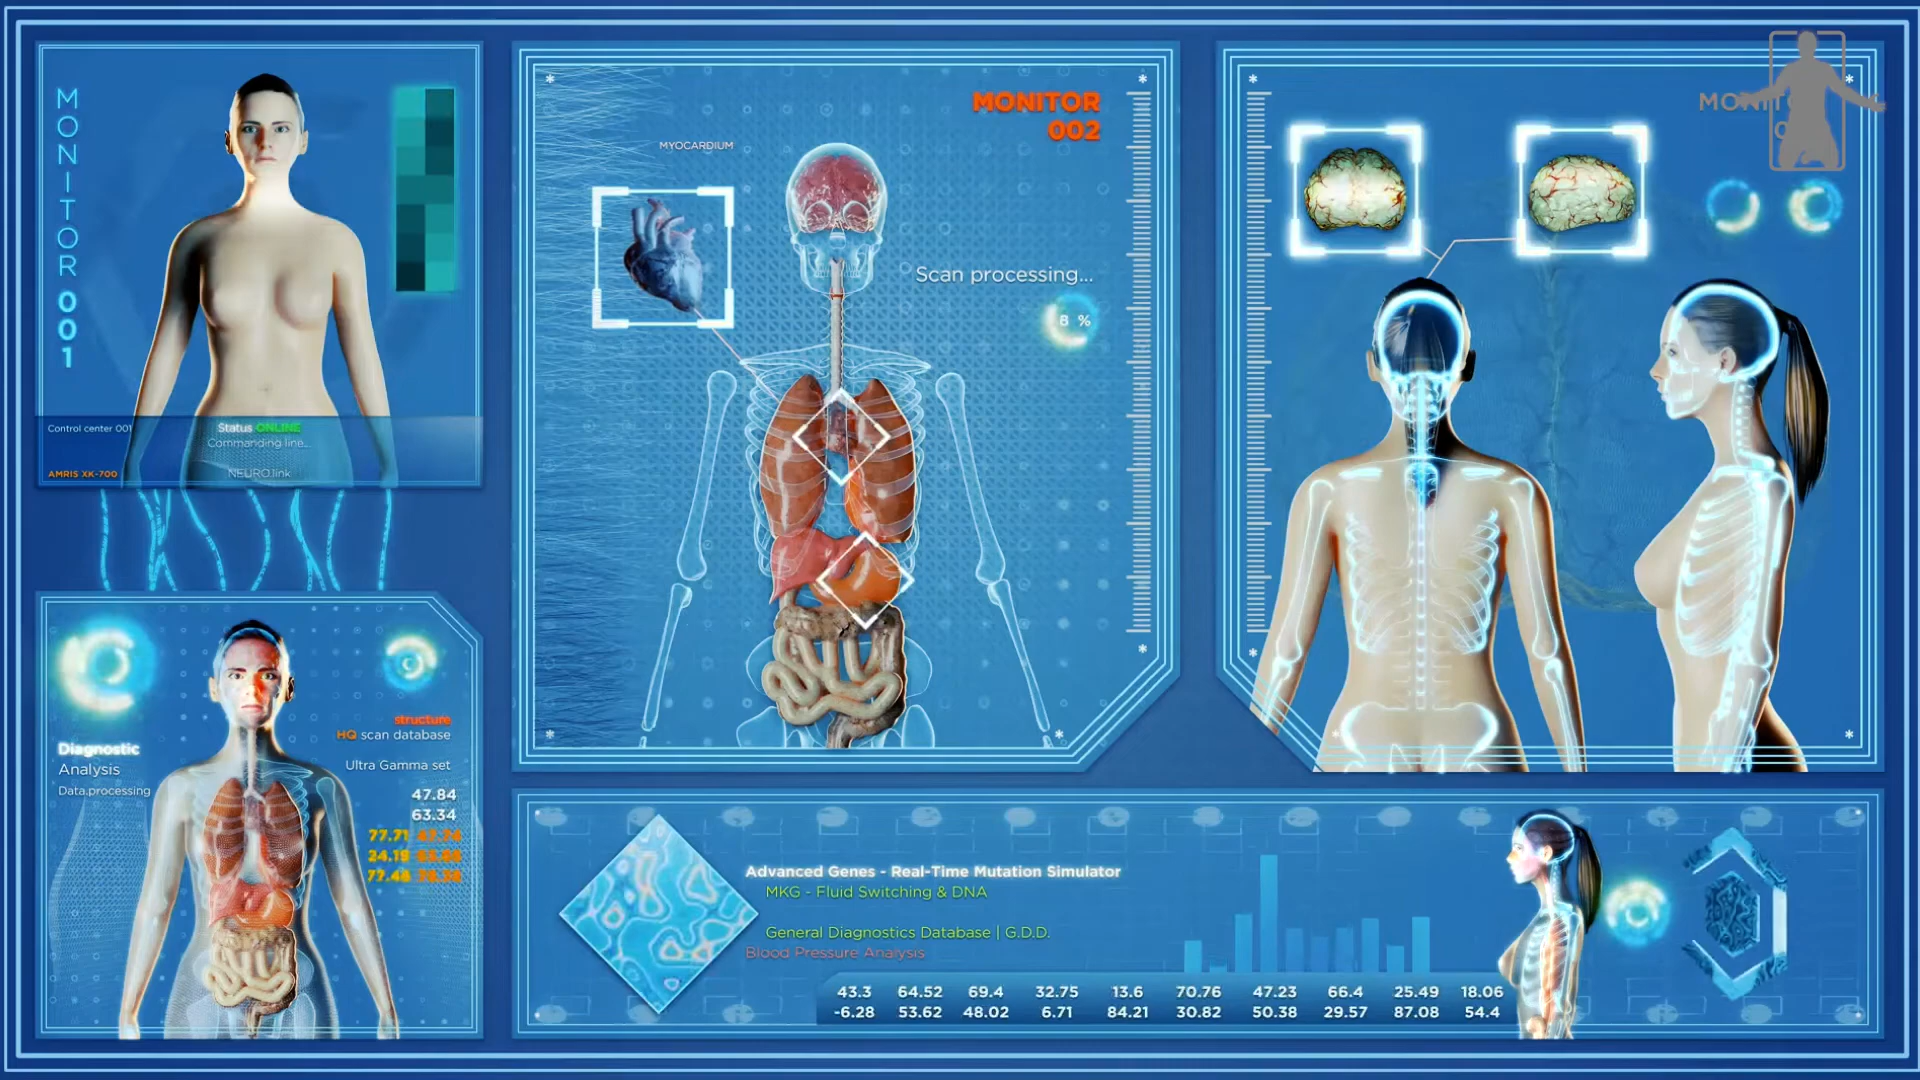 MONITOR 001
Control center 001
Status ONLINE
Commanding line...
AMRIS XK-700
NEURO.link
MYOCARDIUM
MONITOR
002
Scan processing...
8 %
structure
HQ scan database
Ultra Gamma set
Diagnostic
Analysis
Data.processing
47.84
63.34
77.71
24.19
77.48
Advanced Genes - Real-Time Mutation Simulator
MKG - Fluid Switching & DNA
General Diagnostics Database | G.D.D.
Blood Pressure Analysis
43.3 64.52 69.4 32.75 13.6 70.76 47.23 66.4 25.49 18.06
-6.28 53.62 48.02 6.71 84.21 30.82 50.38 29.57 87.08 54.4